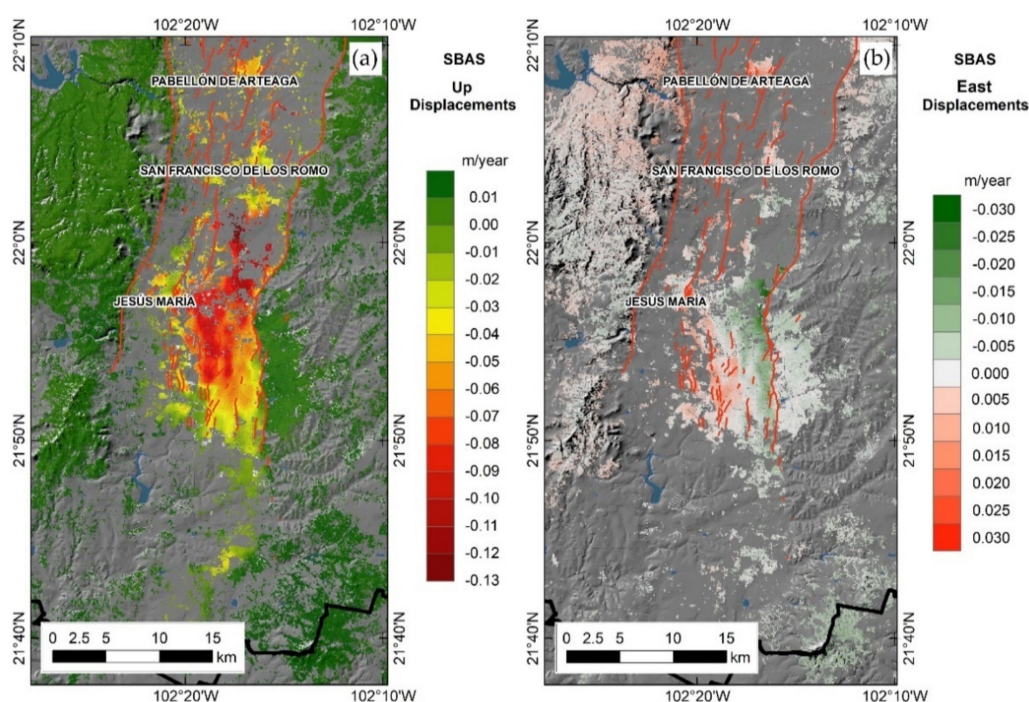 102°20'W
102°10'W
22°10'N
(a)
PABELLÓN DE ARTEAGA
SAN FRANCISCO DE LOS ROMO
22°0'N
JESÚS MARÍA
21°50'N
21°40'N
0 2.5 5 10 15
km
102°20'W
102°10'W
SBAS
Up
Displacements
m/year
0.01
0.00
-0.01
-0.02
-0.03
-0.04
-0.05
-0.06
-0.07
-0.08
-0.09
-0.10
-0.11
-0.12
-0.13
102°20'W
102°10'W
22°10'N
(b)
PABELLÓN DE ARTEAGA
SAN FRANCISCO DE LOS ROMO
22°0'N
JESÚS MARÍA
21°50'N
21°40'N
0 2.5 5 10 15
km
102°20'W
102°10'W
SBAS
East
Displacements
m/year
-0.030
-0.025
-0.020
-0.015
-0.010
-0.005
0.000
0.005
0.010
0.015
0.020
0.025
0.030